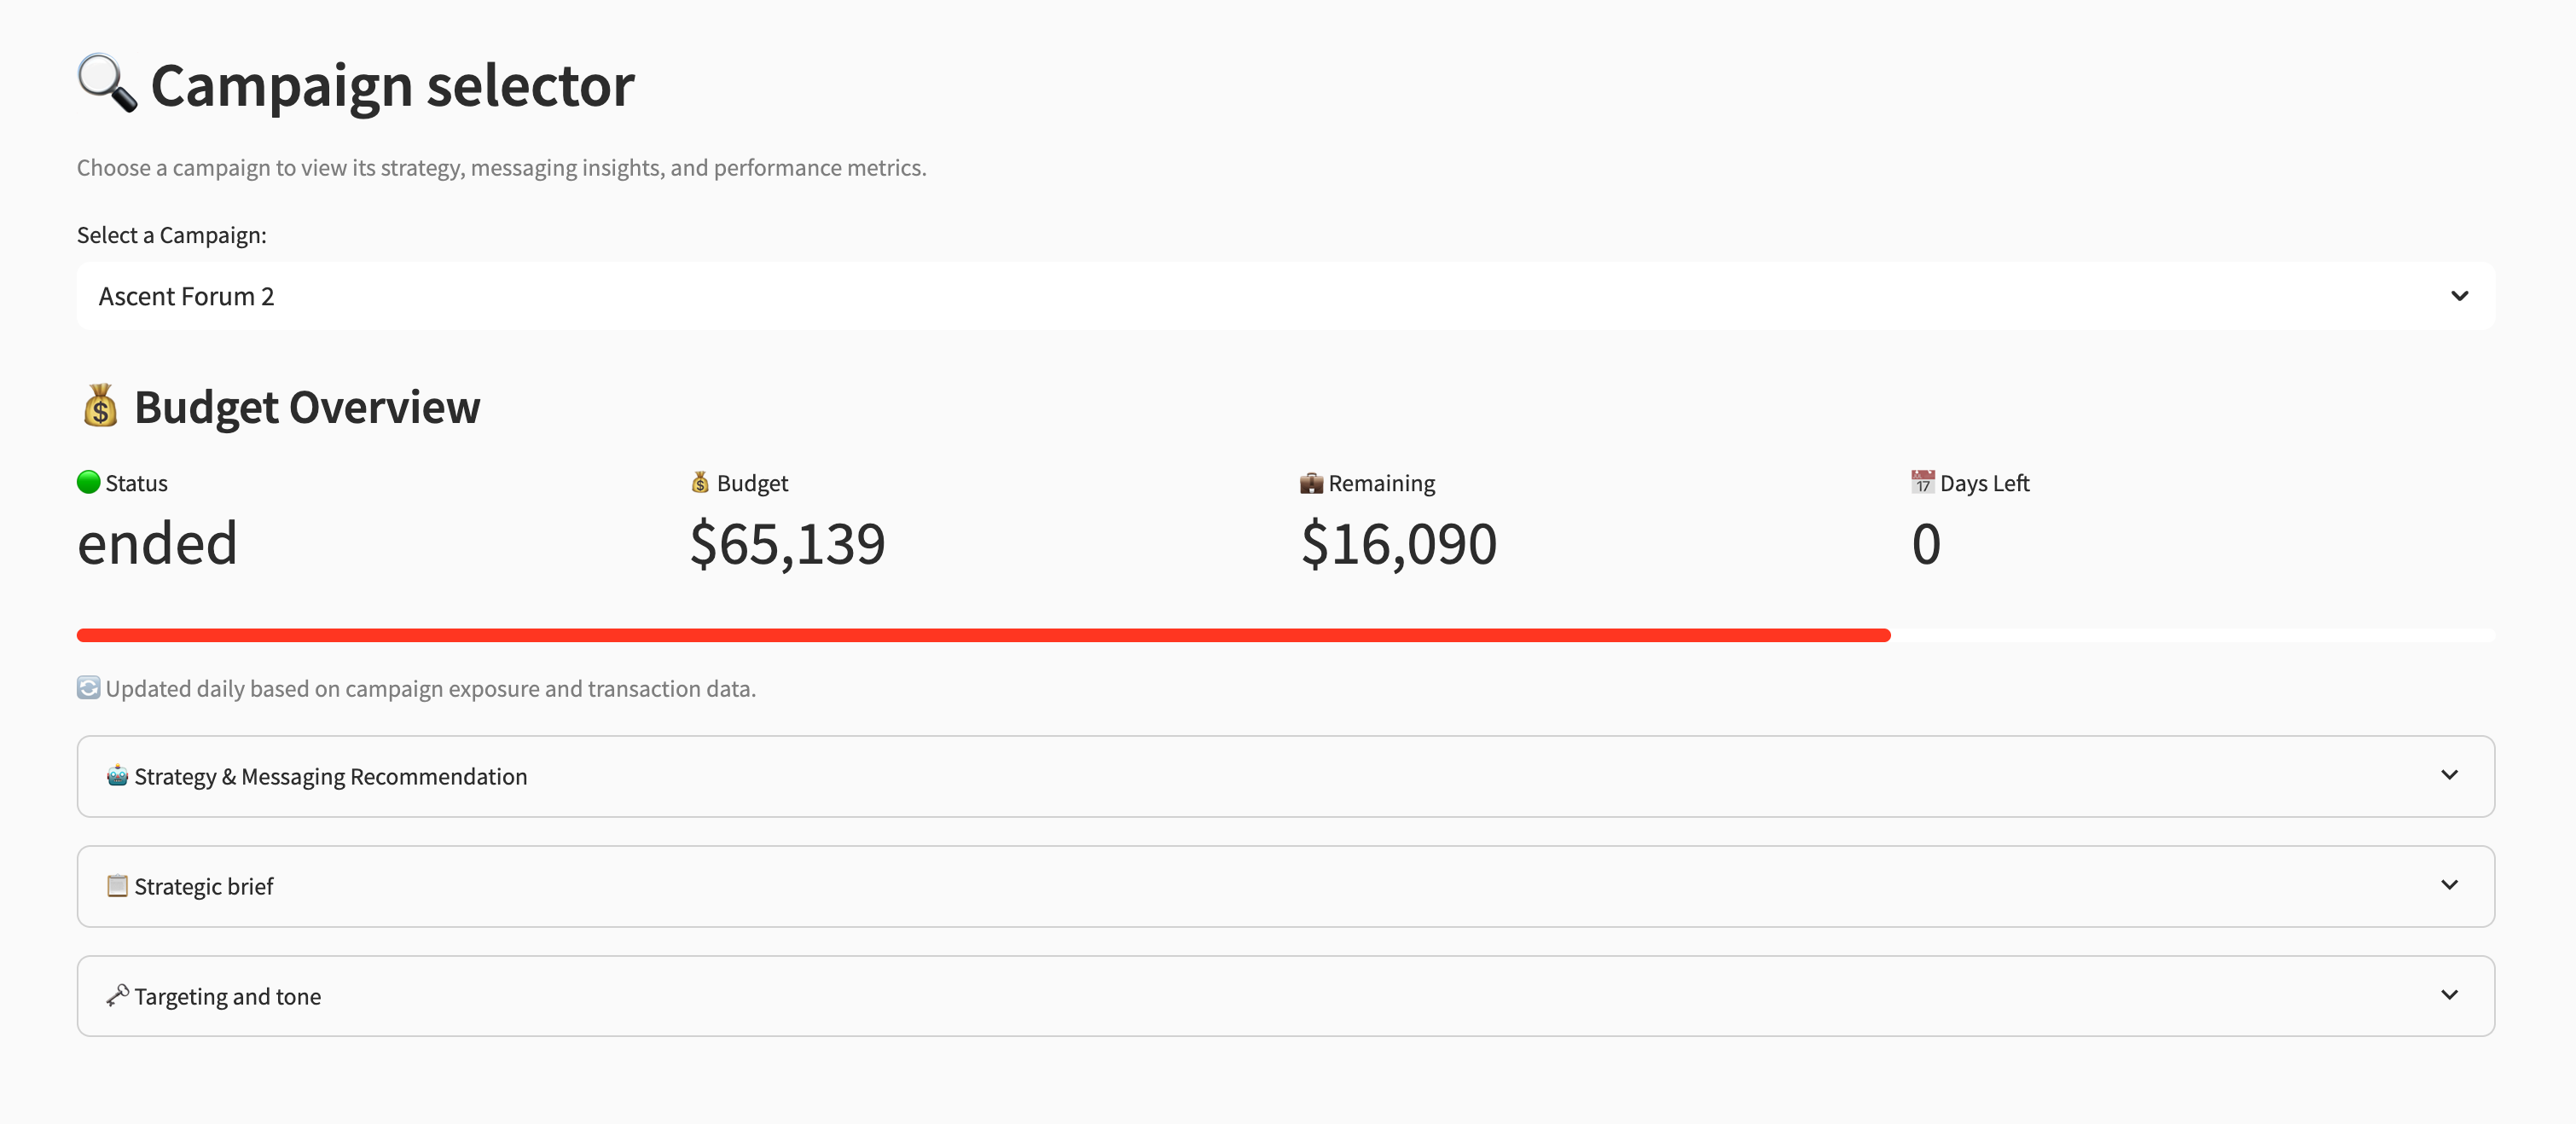 🔍 Campaign selector
Choose a campaign to view its strategy, messaging insights, and performance metrics.
Select a Campaign:
Ascent Forum 2
💰 Budget Overview
🟢 Status
ended
💰 Budget
$65,139
💼 Remaining
$16,090
📅 Days Left
0
🔄 Updated daily based on campaign exposure and transaction data.
🤖 Strategy & Messaging Recommendation
📋 Strategic brief
🗝️ Targeting and tone